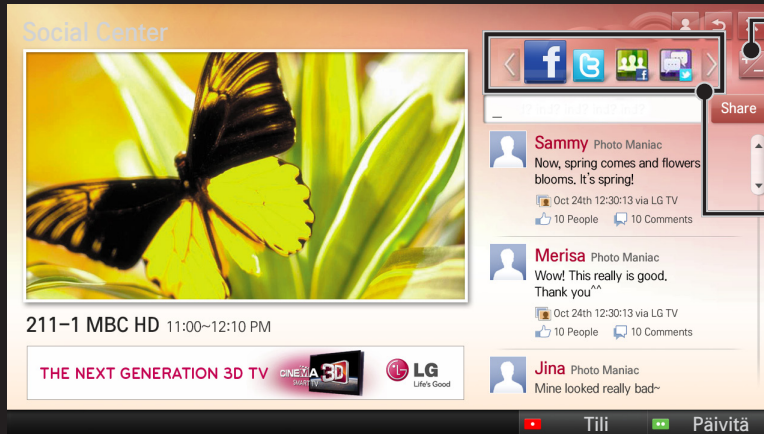 Social Center
_
Share
Sammy Photo Maniac
Now, spring comes and flowers
blooms. It's spring!
Oct 24th 12:30:13 via LG TV
10 People 10 Comments
Merisa Photo Maniac
Wow! This really is good.
Thank you^^
Oct 24th 12:30:13 via LG TV
10 People 10 Comments
Jina Photo Maniac
Mine looked really bad~
211-1 MBC HD 11:00~12:10 PM
THE NEXT GENERATION 3D TV CINEMA 3D SMART TV LG Life's Good
Tili Päivitä